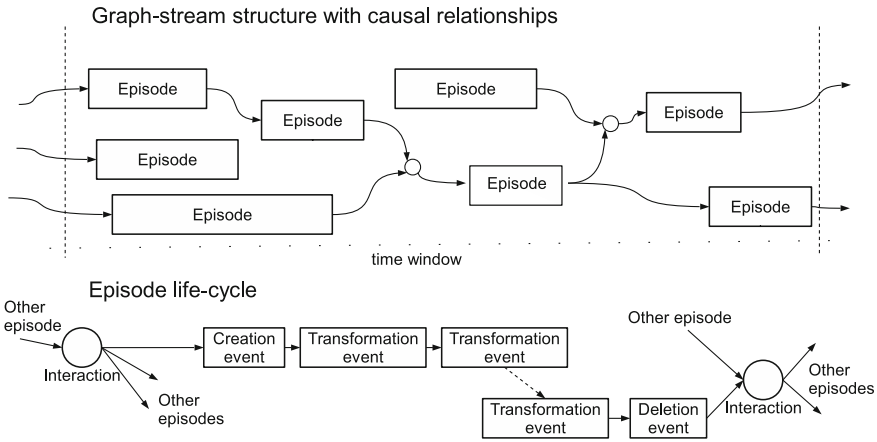 Graph-stream structure with causal relationships
Episode
Episode
Episode
Episode
Episode
Episode
Episode
Episode
time window
Episode life-cycle
Other
episode
Interaction
Other
episodes
Creation
event
Transformation
event
Transformation
event
Transformation
event
Deletion
event
Other episode
Interaction
Other
episodes